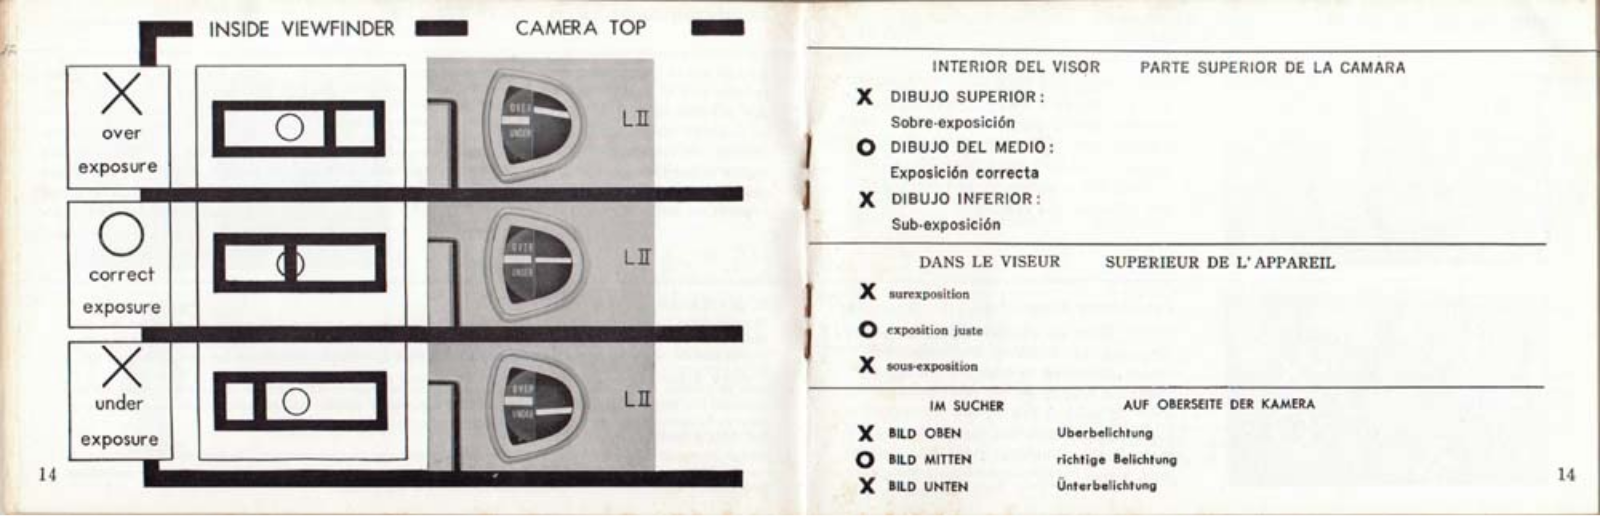 INSIDE VIEWFINDER CAMERA TOP
X
over
exposure
OVER
UNDER
LII
O
correct
exposure
OVER
UNDER
LII
X
under
exposure
OVER
UNDER
LII
14
INTERIOR DEL VISOR PARTE SUPERIOR DE LA CAMARA
X DIBUJO SUPERIOR:
Sobre-exposición
O DIBUJO DEL MEDIO:
Exposición correcta
X DIBUJO INFERIOR:
Sub-exposición
DANS LE VISEUR SUPERIEUR DE L'APPAREIL
X surexposition
O exposition juste
X sous-exposition
IM SUCHER AUF OBERSEITE DER KAMERA
X BILD OBEN Uberbelichtung
O BILD MITTEN richtige Belichtung
X BILD UNTEN Ünterbelichtung
14